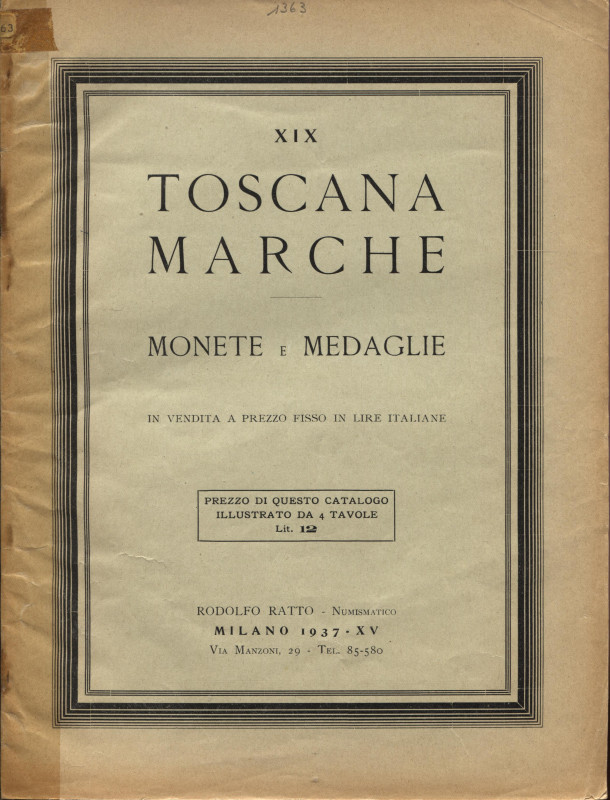 1363
63
XIX
TOSCANA
MARCHE
MONETE E MEDAGLIE
IN VENDITA A PREZZO FISSO IN LIRE ITALIANE
PREZZO DI QUESTO CATALOGO
ILLUSTRATO DA 4 TAVOLE
Lit. 12
RODOLFO RATTO - NUMISMATICO
MILANO 1937 - XV
VIA MANZONI, 29 - TEL. 85-580